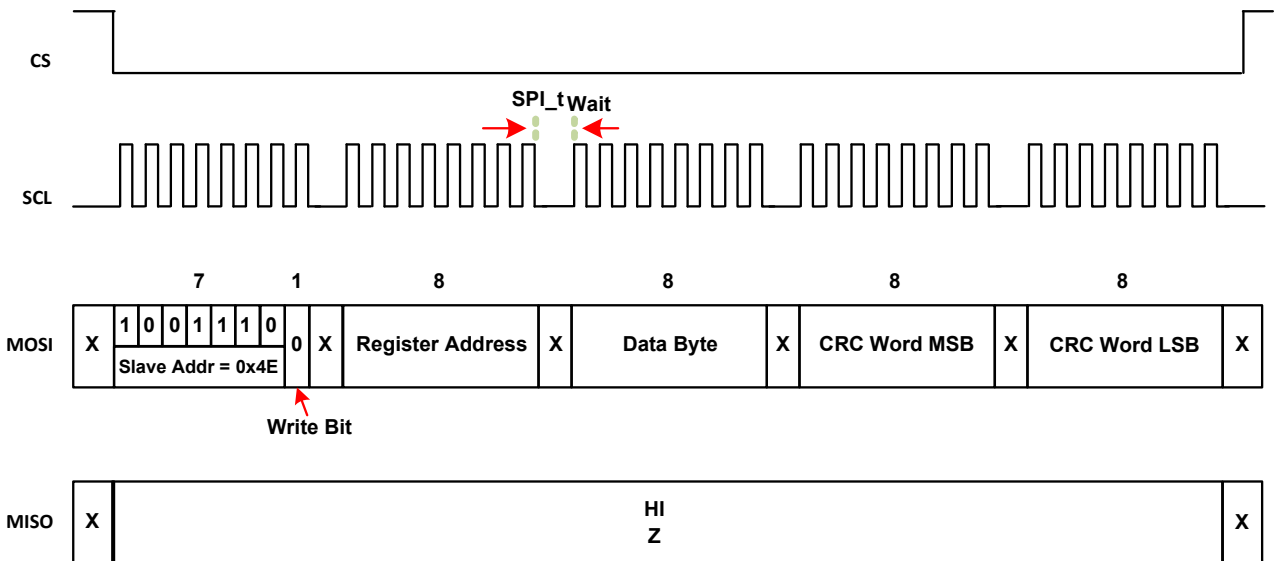 CS
SPI_t Wait
SCL
7 1 8 8 8 8
MOSI X 1 0 0 1 1 1 0 0 X Register Address X Data Byte X CRC Word MSB X CRC Word LSB X
Slave Addr = 0x4E
Write Bit
MISO X HI X
Z